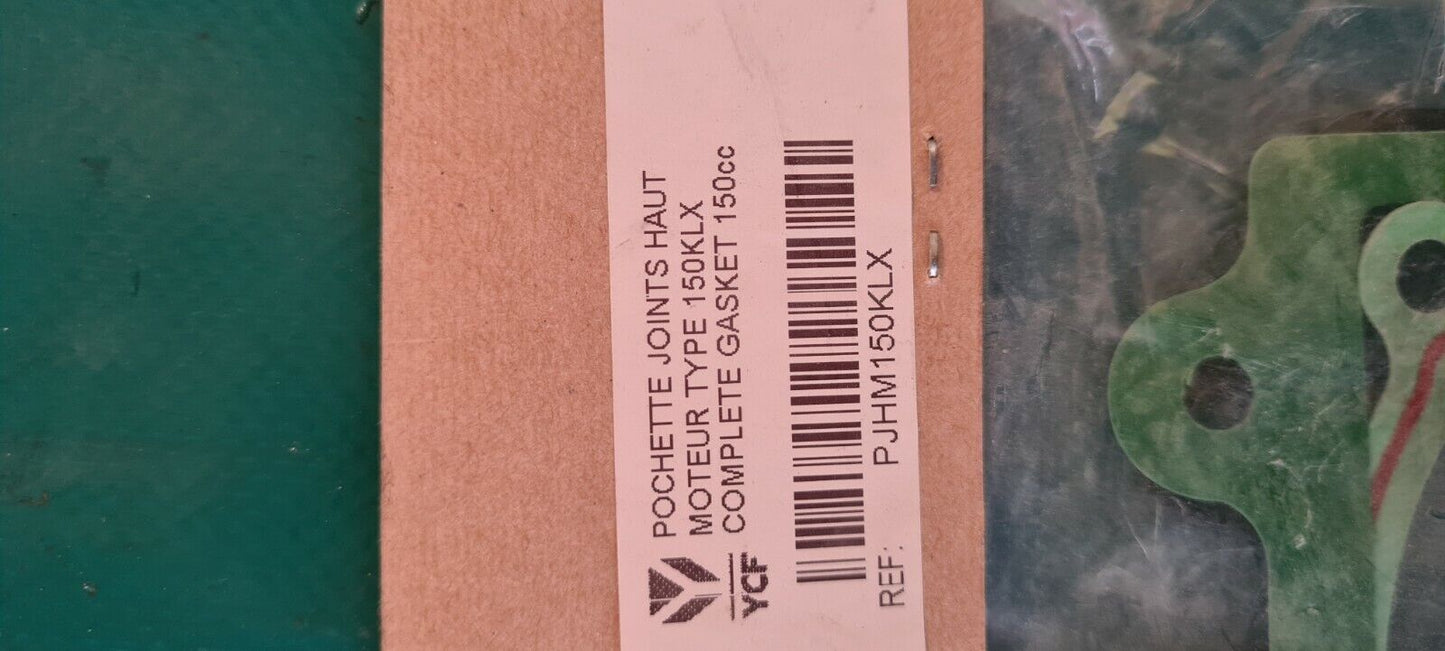 POCHETTE JOINTS HAUT
MOTEUR TYPE 150KLX
COMPLETE GASKET 150cc
YCF
REF: PJHM150KLX